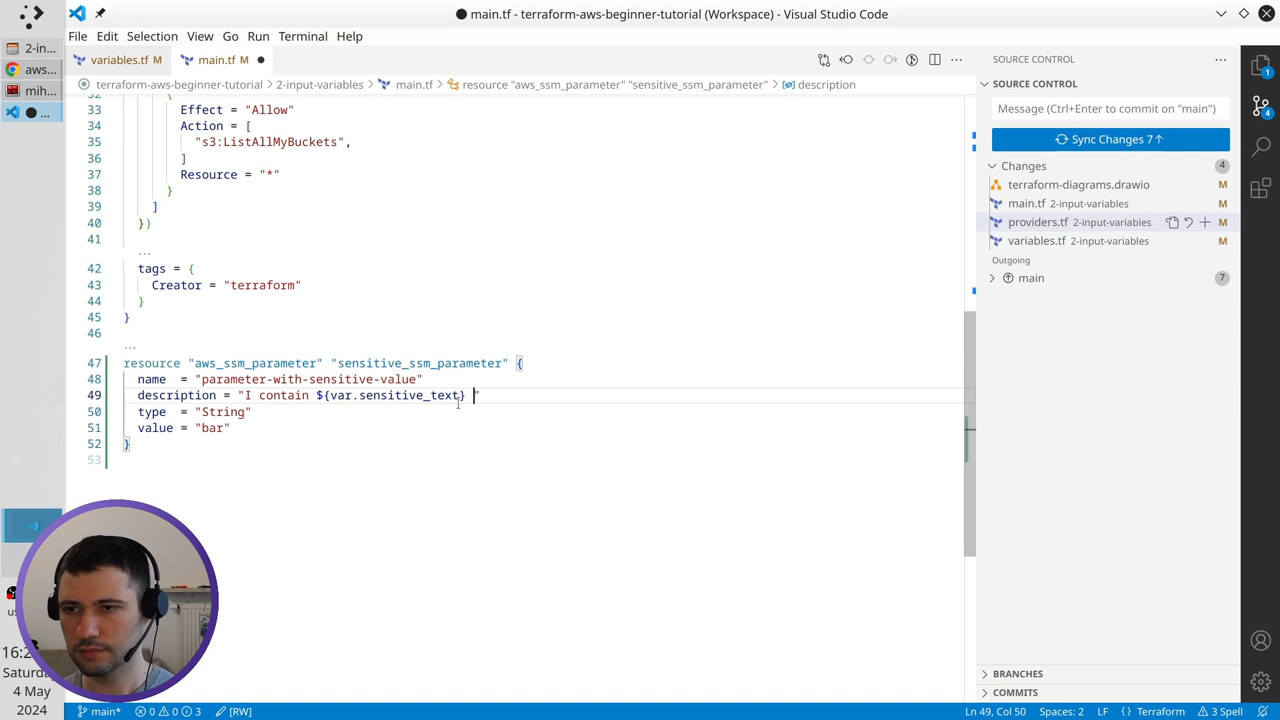 main.tf - terraform-aws-beginner-tutorial (Workspace) - Visual Studio Code
File Edit Selection View Go Run Terminal Help
2-in...
aws...
mih...
...
variables.tf M main.tf M
SOURCE CONTROL
terraform-aws-beginner-tutorial > 2-input-variables > main.tf > resource "aws_ssm_parameter" "sensitive_ssm_parameter" > description
SOURCE CONTROL
Message (Ctrl+Enter to commit on "main")
Sync Changes 7↑
Changes 4
terraform-diagrams.drawio M
main.tf 2-input-variables M
providers.tf 2-input-variables M
variables.tf 2-input-variables M
Outgoing
main 7
1
4
32 {
33 Effect = "Allow"
34 Action = [
35 "s3:ListAllMyBuckets",
36 ]
37 Resource = "*"
38 }
39 ]
40 })
41
...
42 tags = {
43 Creator = "terraform"
44 }
45 }
46
...
47 resource "aws_ssm_parameter" "sensitive_ssm_parameter" {
48 name = "parameter-with-sensitive-value"
49 description = "I contain ${var.sensitive_text} "
50 type = "String"
51 value = "bar"
52 }
53
BRANCHES
COMMITS
Saturday
4 May
2024
main* 0 0 3 [RW] Ln 49, Col 50 Spaces: 2 LF {} Terraform 3 Spell